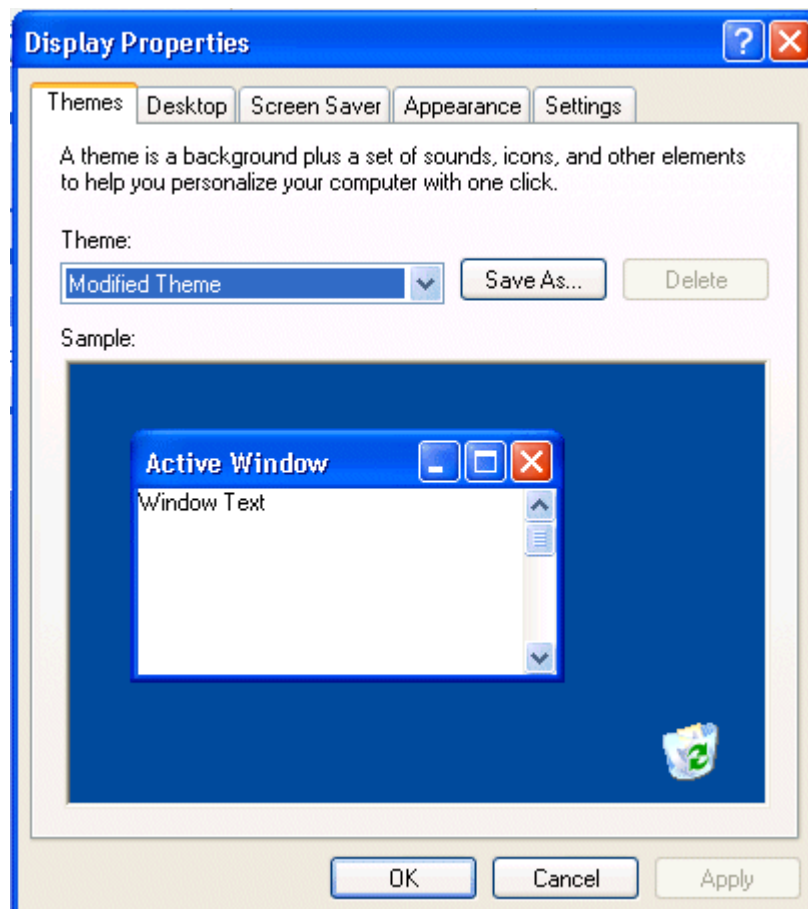 Display Properties
Themes Desktop Screen Saver Appearance Settings
A theme is a background plus a set of sounds, icons, and other elements
to help you personalize your computer with one click.
Theme:
Modified Theme Save As... Delete
Sample:
Active Window
Window Text
OK Cancel Apply